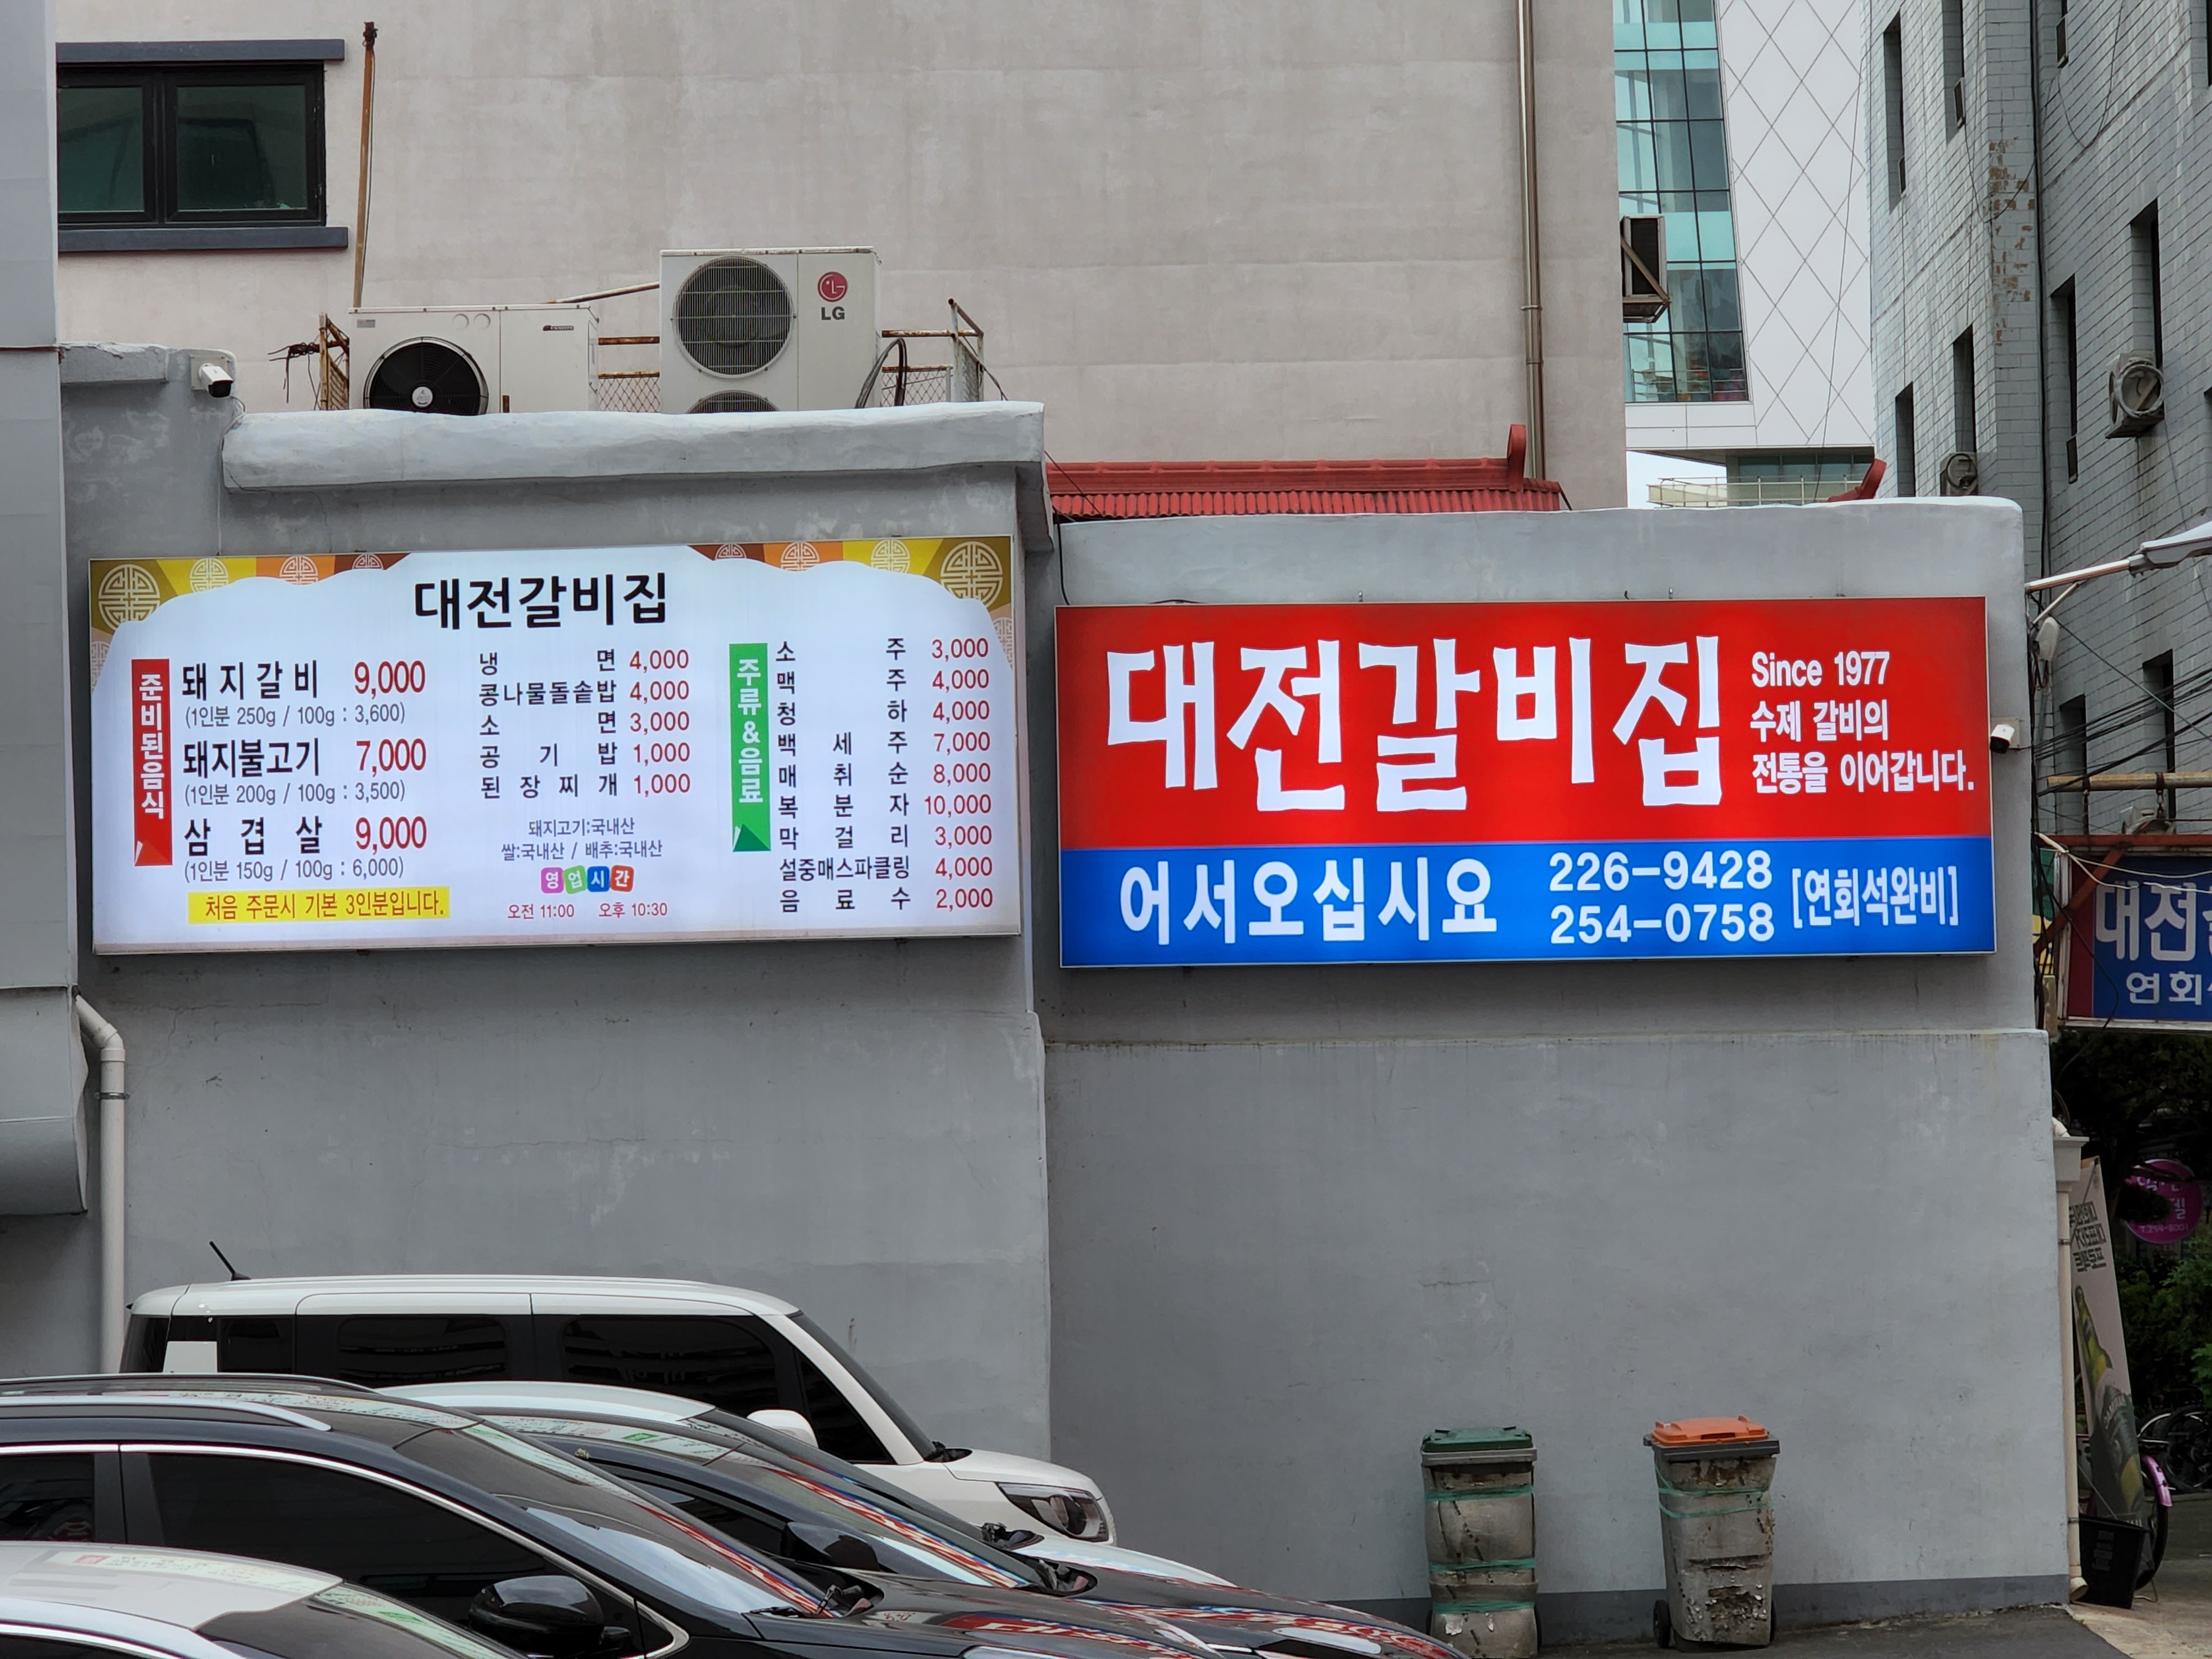 LG
대전갈비집
준비된음식
돼지갈비 9,000
(1인분 250g / 100g : 3,600)
돼지불고기 7,000
(1인분 200g / 100g : 3,500)
삼겹살 9,000
(1인분 150g / 100g : 6,000)
처음 주문시 기본 3인분입니다.
냉면 4,000
콩나물돌솥밥 4,000
소면 3,000
공기밥 1,000
된장찌개 1,000
돼지고기:국내산
쌀:국내산 / 배추:국내산
영업시간
오전 11:00 오후 10:30
주류&음료
소주 3,000
맥주 4,000
청하 4,000
백세주 7,000
매취순 8,000
복분자 10,000
막걸리 3,000
설중매스파클링 4,000
음료수 2,000
대전갈비집
Since 1977
수제 갈비의
전통을 이어갑니다.
어서오십시요
226-9428
254-0758
[연회석완비]
대전
연회